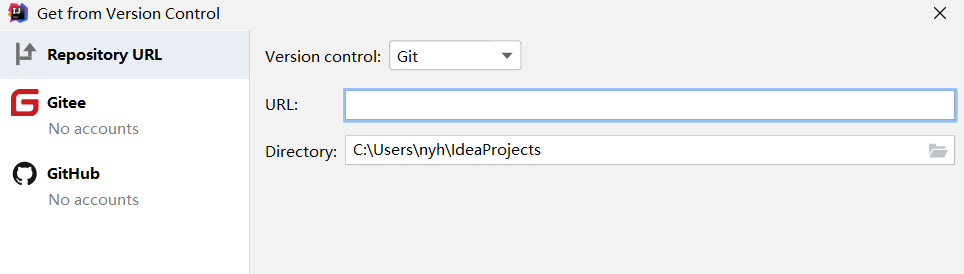 Get from Version Control
Repository URL
Gitee
No accounts
GitHub
No accounts
Version control: Git
URL:
Directory: C:\Users\nyh\IdeaProjects